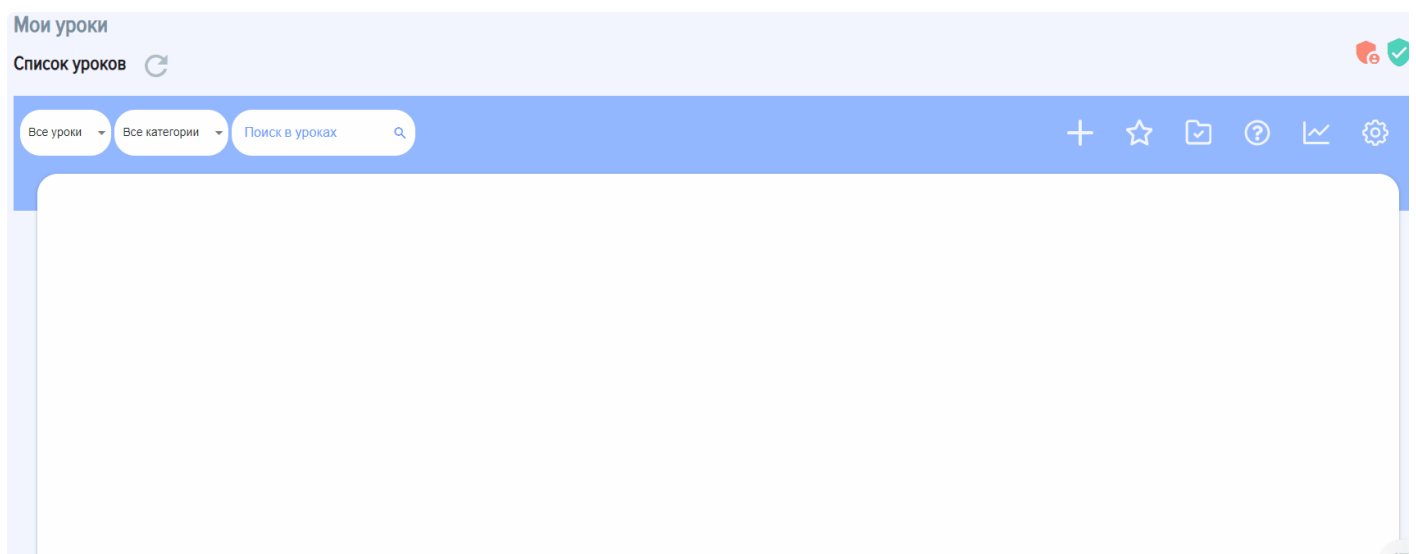 Мои уроки
Список уроков
Все уроки Все категории Поиск в уроках